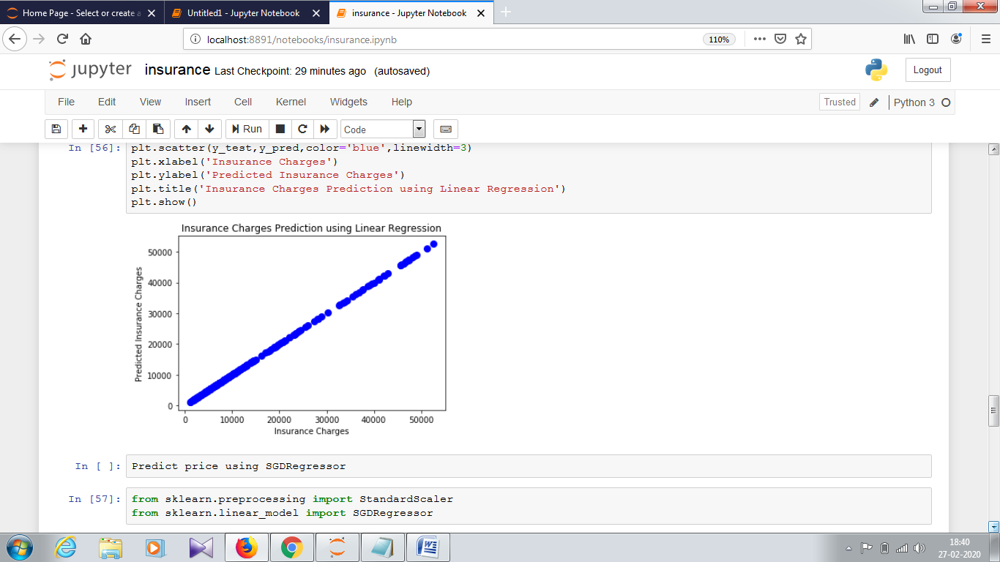 Home Page - Select or create a
Untitled1 - Jupyter Notebook
insurance - Jupyter Notebook
localhost:8891/notebooks/insurance.ipynb
110%
jupyter insurance Last Checkpoint: 29 minutes ago (autosaved)
Logout
File Edit View Insert Cell Kernel Widgets Help
Trusted
Python 3
Run
Code
In [56]: plt.scatter(y_test,y_pred,color='blue',linewidth=3)
plt.xlabel('Insurance Charges')
plt.ylabel('Predicted Insurance Charges')
plt.title('Insurance Charges Prediction using Linear Regression')
plt.show()
Insurance Charges Prediction using Linear Regression
Predicted Insurance Charges
50000
40000
30000
20000
10000
0
0 10000 20000 30000 40000 50000
Insurance Charges
In [ ]: Predict price using SGDRegressor
In [57]: from sklearn.preprocessing import StandardScaler
from sklearn.linear_model import SGDRegressor
18:40
27-02-2020